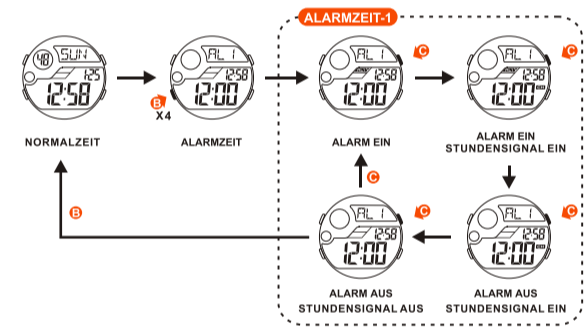 ALARMZEIT-1
48 SUN
1:25
12:58
NORMALZEIT
AL 1
12:58
12:00
B
X4
ALARMZEIT
AL 1
12:58
12:00
C
ALARM EIN
AL 1
12:58
12:00
C
ALARM EIN
STUNDENSIGNAL EIN
B
C
AL 1
12:58
12:00
C
ALARM AUS
STUNDENSIGNAL AUS
AL 1
12:58
12:00
C
ALARM AUS
STUNDENSIGNAL EIN